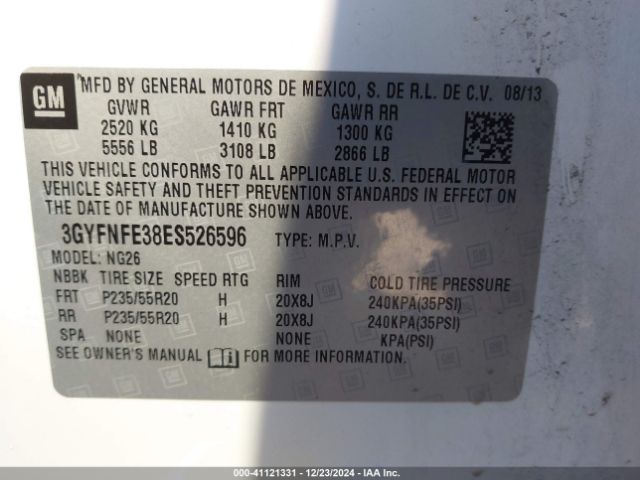 GM
MFD BY GENERAL MOTORS DE MEXICO, S. DE R.L. DE C.V. 08/13
GVWR GAWR FRT GAWR RR
2520 KG 1410 KG 1300 KG
5556 LB 3108 LB 2866 LB
THIS VEHICLE CONFORMS TO ALL APPLICABLE U.S. FEDERAL MOTOR
VEHICLE SAFETY AND THEFT PREVENTION STANDARDS IN EFFECT ON
THE DATE OF MANUFACTURE SHOWN ABOVE.
3GYFNFE38ES526596 TYPE: M.P.V.
MODEL: NG26
NBBK TIRE SIZE SPEED RTG RIM COLD TIRE PRESSURE
FRT P235/55R20 H 20X8J 240KPA(35PSI)
RR P235/55R20 H 20X8J 240KPA(35PSI)
SPA NONE NONE KPA(PSI)
SEE OWNER'S MANUAL FOR MORE INFORMATION.
000-41121331 - 12/23/2024 - IAAI.com